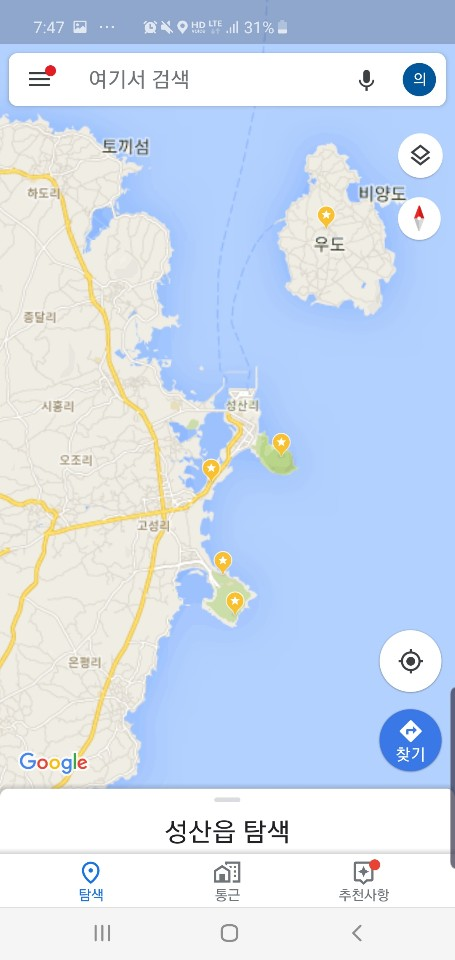 7:47 ··· HD LTE 31%
여기서 검색 의
토끼섬
하도리
비양도
우도
종달리
시흥리
성산리
오조리
고성리
온평리
Google
찾기
성산읍 탐색
탐색 통근 추천사항